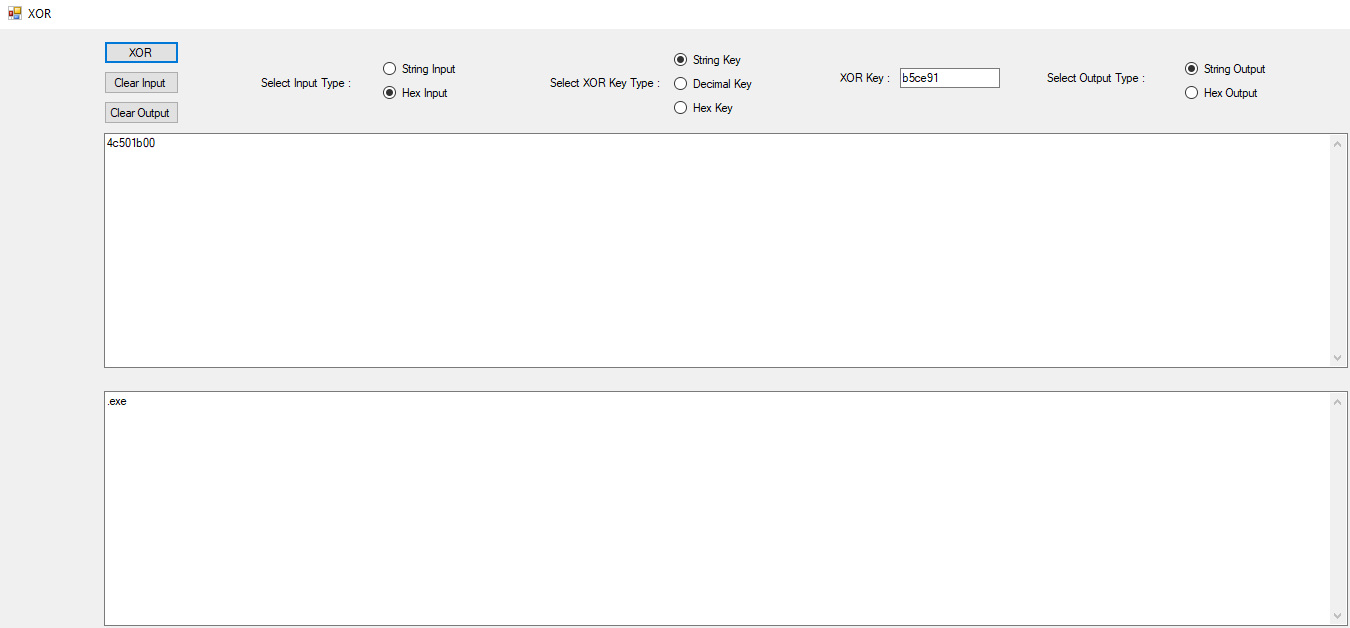 XOR
XOR
Clear Input
Clear Output
Select Input Type :
String Input
Hex Input
Select XOR Key Type :
String Key
Decimal Key
Hex Key
XOR Key :
b5ce91
Select Output Type :
String Output
Hex Output
4c501b00
.exe